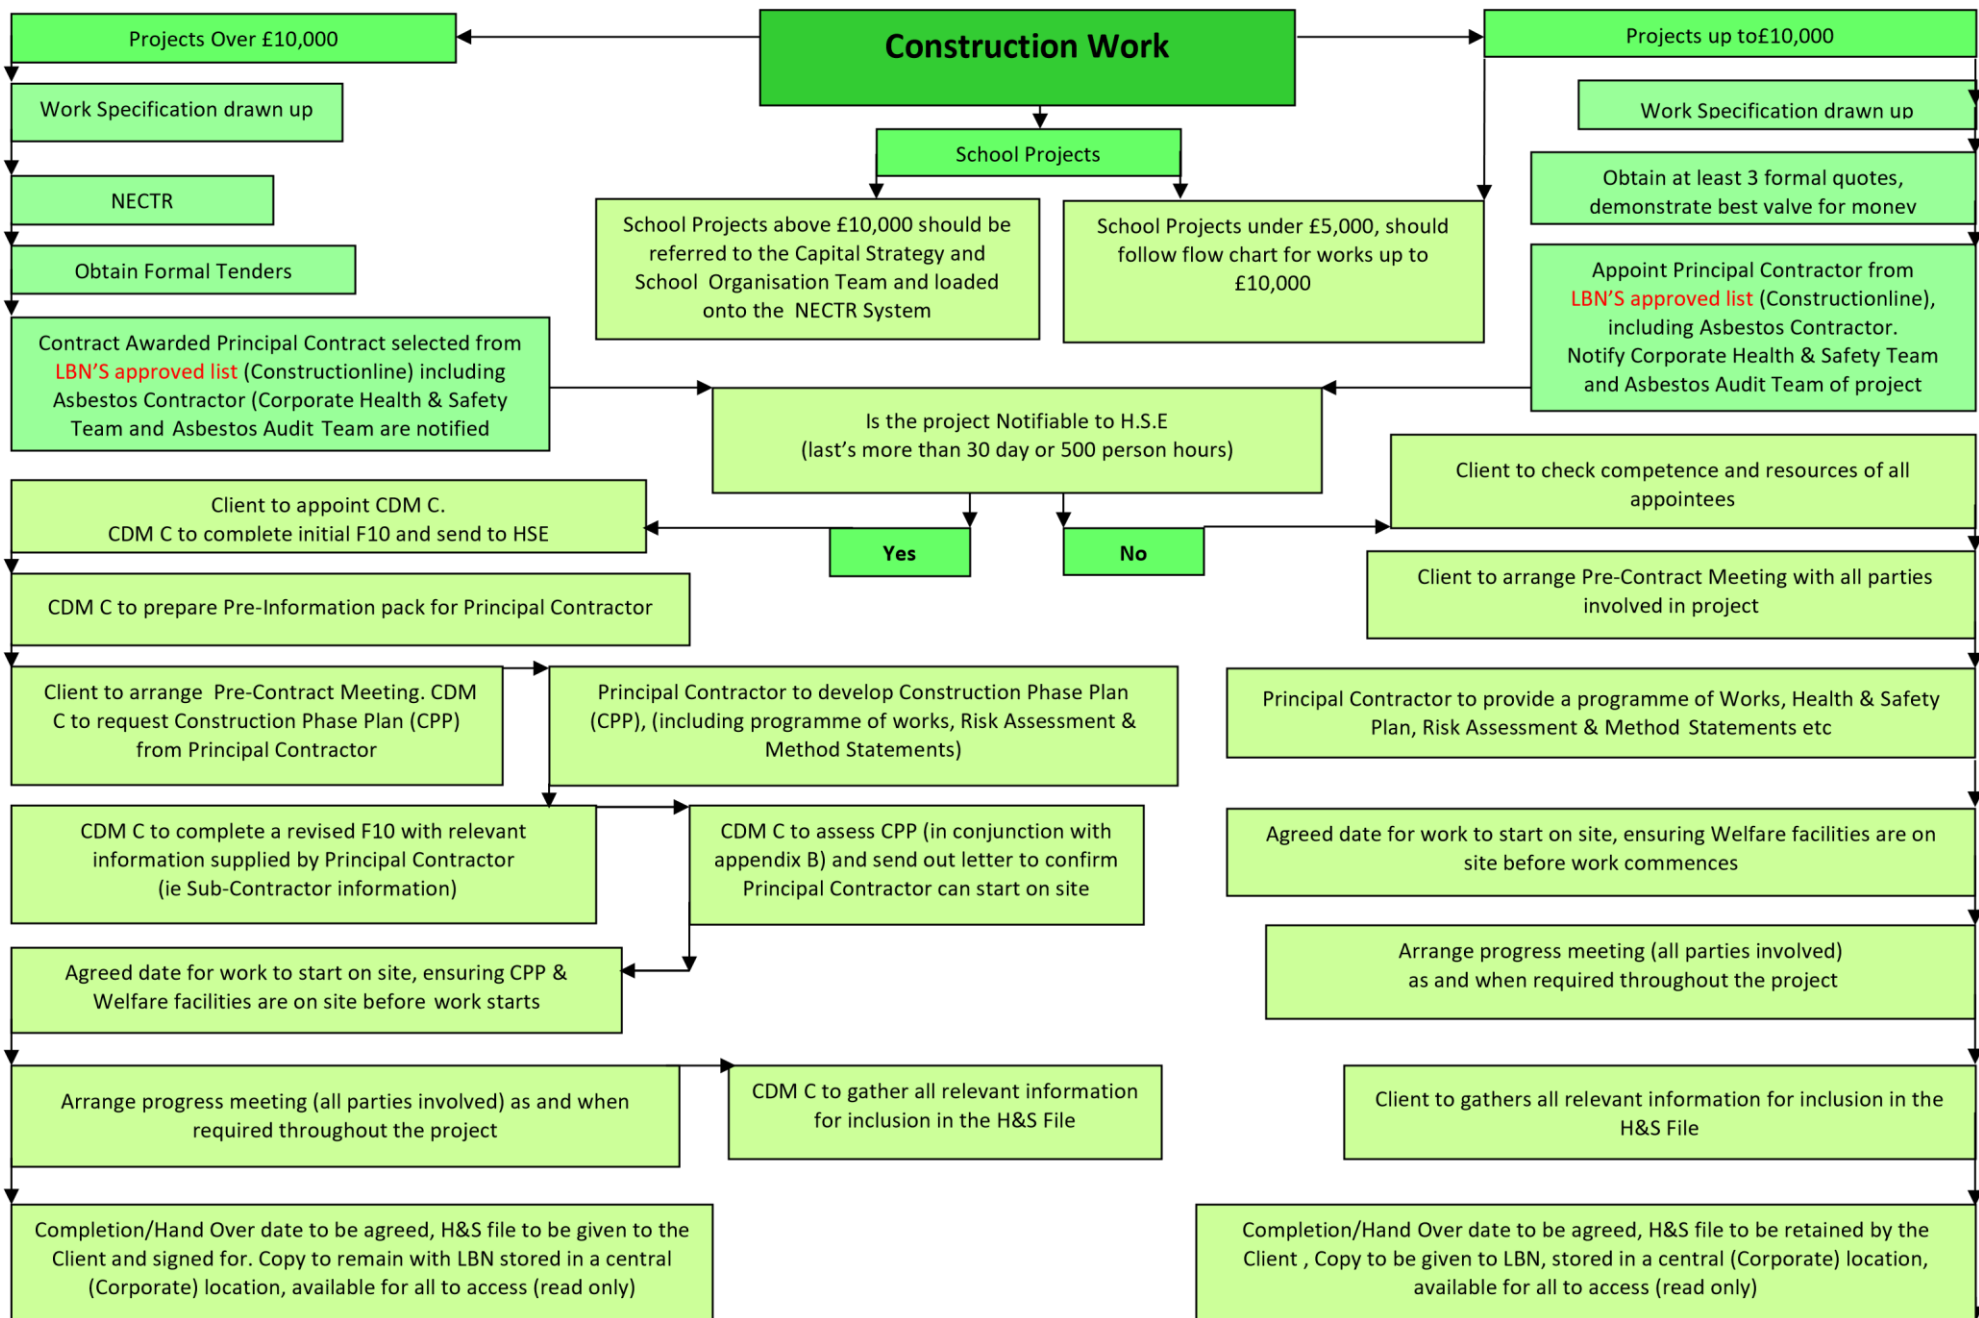 Construction Work
Projects Over £10,000
Work Specification drawn up
NECTR
Obtain Formal Tenders
Contract Awarded Principal Contract selected from
LBN'S approved list (Constructionline) including
Asbestos Contractor (Corporate Health & Safety
Team and Asbestos Audit Team are notified
School Projects
School Projects above £10,000 should be
referred to the Capital Strategy and
School Organisation Team and loaded
onto the NECTR System
School Projects under £5,000, should
follow flow chart for works up to
£10,000
Projects up to£10,000
Work Specification drawn up
Obtain at least 3 formal quotes,
demonstrate best valve for money
Appoint Principal Contractor from
LBN'S approved list (Constructionline),
including Asbestos Contractor.
Notify Corporate Health & Safety Team
and Asbestos Audit Team of project
Is the project Notifiable to H.S.E
(last's more than 30 day or 500 person hours)
Yes
No
Client to appoint CDM C.
CDM C to complete initial F10 and send to HSE
CDM C to prepare Pre-Information pack for Principal Contractor
Client to arrange Pre-Contract Meeting. CDM
C to request Construction Phase Plan (CPP)
from Principal Contractor
Principal Contractor to develop Construction Phase Plan
(CPP), (including programme of works, Risk Assessment &
Method Statements)
CDM C to complete a revised F10 with relevant
information supplied by Principal Contractor
(ie Sub-Contractor information)
CDM C to assess CPP (in conjunction with
appendix B) and send out letter to confirm
Principal Contractor can start on site
Agreed date for work to start on site, ensuring CPP &
Welfare facilities are on site before work starts
Arrange progress meeting (all parties involved) as and when
required throughout the project
CDM C to gather all relevant information
for inclusion in the H&S File
Completion/Hand Over date to be agreed, H&S file to be given to the
Client and signed for. Copy to remain with LBN stored in a central
(Corporate) location, available for all to access (read only)
Client to check competence and resources of all
appointees
Client to arrange Pre-Contract Meeting with all parties
involved in project
Principal Contractor to provide a programme of Works, Health & Safety
Plan, Risk Assessment & Method Statements etc
Agreed date for work to start on site, ensuring Welfare facilities are on
site before work commences
Arrange progress meeting (all parties involved)
as and when required throughout the project
Client to gathers all relevant information for inclusion in the
H&S File
Completion/Hand Over date to be agreed, H&S file to be retained by the
Client , Copy to be given to LBN, stored in a central (Corporate) location,
available for all to access (read only)